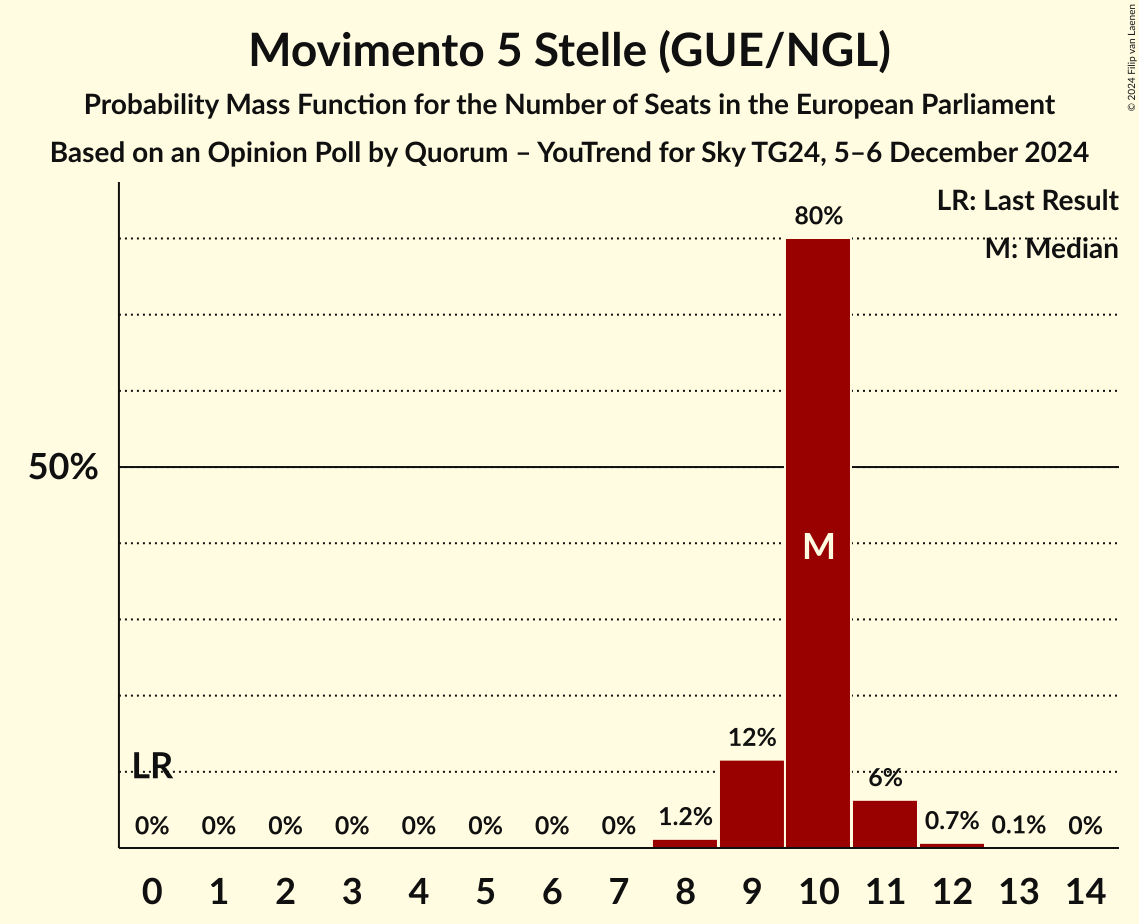 Movimento 5 Stelle (GUE/NGL)
Probability Mass Function for the Number of Seats in the European Parliament
Based on an Opinion Poll by Quorum – YouTrend for Sky TG24, 5–6 December 2024
© 2024 Filip van Laenen
LR: Last Result
M: Median
80%
50%
M
12%
LR
6%
0% 0% 0% 0% 0% 0% 0% 0% 1.2% 0.7% 0.1% 0%
0 1 2 3 4 5 6 7 8 9 10 11 12 13 14